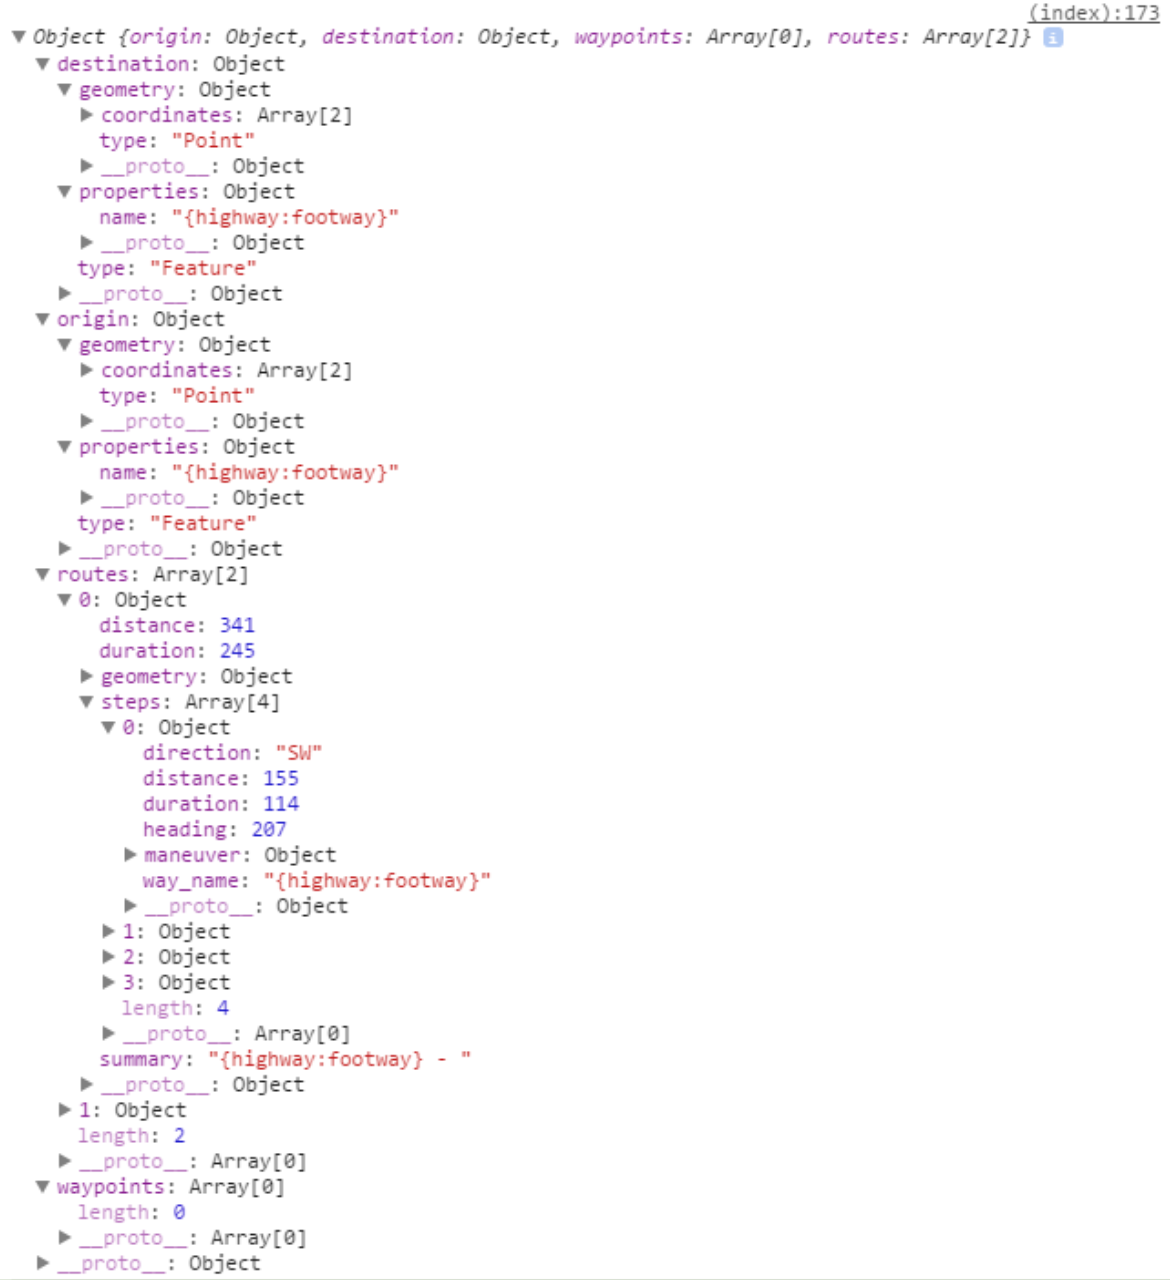 (index):173
▼ Object {origin: Object, destination: Object, waypoints: Array[0], routes: Array[2]} i
▼ destination: Object
▼ geometry: Object
▶ coordinates: Array[2]
type: "Point"
▶ __proto__: Object
▼ properties: Object
name: "{highway:footway}"
▶ __proto__: Object
type: "Feature"
▶ __proto__: Object
▼ origin: Object
▼ geometry: Object
▶ coordinates: Array[2]
type: "Point"
▶ __proto__: Object
▼ properties: Object
name: "{highway:footway}"
▶ __proto__: Object
type: "Feature"
▶ __proto__: Object
▼ routes: Array[2]
▼ 0: Object
distance: 341
duration: 245
▶ geometry: Object
▼ steps: Array[4]
▼ 0: Object
direction: "SW"
distance: 155
duration: 114
heading: 207
▶ maneuver: Object
way_name: "{highway:footway}"
▶ __proto__: Object
▶ 1: Object
▶ 2: Object
▶ 3: Object
length: 4
▶ __proto__: Array[0]
summary: "{highway:footway} - "
▶ __proto__: Object
▶ 1: Object
length: 2
▶ __proto__: Array[0]
▼ waypoints: Array[0]
length: 0
▶ __proto__: Array[0]
▶ __proto__: Object